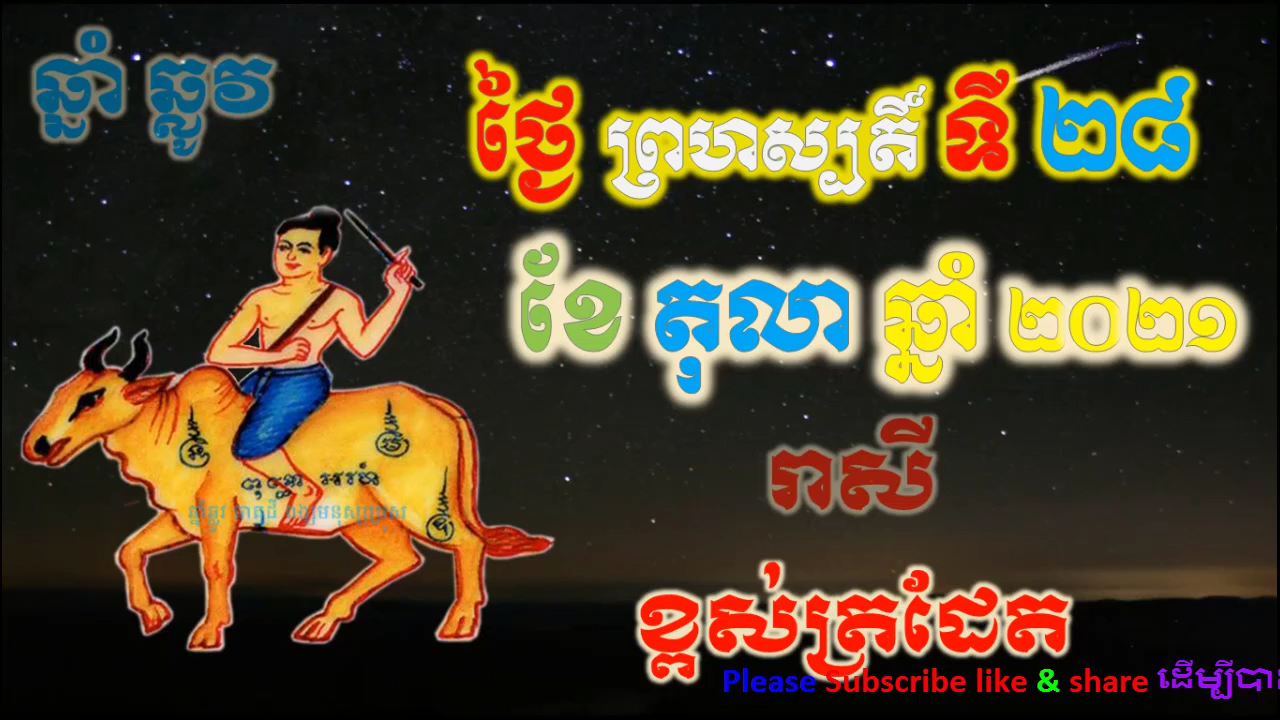 ឆ្នាំ ឆ្លូវ
ថ្ងៃ ព្រហស្បតិ៍ ទី ២៨
ខែ តុលា ឆ្នាំ ២០២១
រាសី
ខ្ពស់ត្រដែត
Please Subscribe like & share ដើម្បីបា